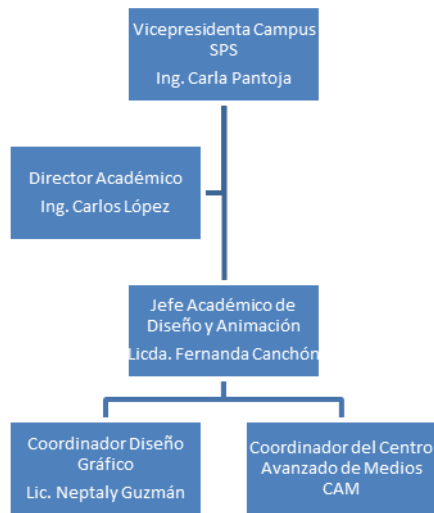 Vicepresidenta Campus
SPS
Ing. Carla Pantoja
Director Académico
Ing. Carlos López
Jefe Académico de
Diseño y Animación
Licda. Fernanda Canchón
Coordinador Diseño
Gráfico
Lic. Neptaly Guzmán
Coordinador del Centro
Avanzado de Medios
CAM